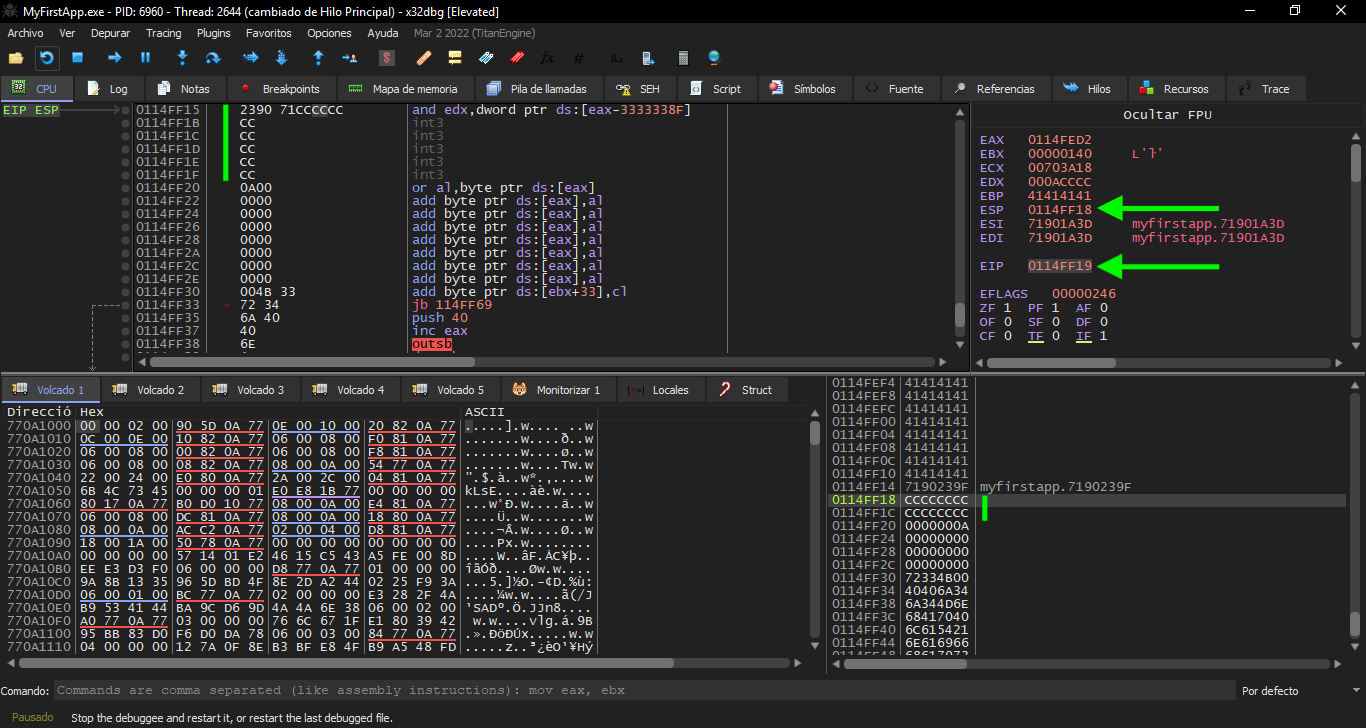 MyFirstApp.exe - PID: 6960 - Thread: 2644 (cambiado de Hilo Principal) - x32dbg [Elevated]
Archivo Ver Depurar Tracing Plugins Favoritos Opciones Ayuda Mar 2 2022 (TitanEngine)
CPU Log Notas Breakpoints Mapa de memoria Pila de llamadas SEH Script Símbolos Fuente Referencias Hilos Recursos Trace
EIP ESP
0114FF15 2390 71CCCCCC and edx,dword ptr ds:[eax-3333338F]
0114FF1B CC int3
0114FF1C CC int3
0114FF1D CC int3
0114FF1E CC int3
0114FF1F CC int3
0114FF20 0A00 or al,byte ptr ds:[eax]
0114FF22 0000 add byte ptr ds:[eax],al
0114FF24 0000 add byte ptr ds:[eax],al
0114FF26 0000 add byte ptr ds:[eax],al
0114FF28 0000 add byte ptr ds:[eax],al
0114FF2A 0000 add byte ptr ds:[eax],al
0114FF2C 0000 add byte ptr ds:[eax],al
0114FF2E 0000 add byte ptr ds:[eax],al
0114FF30 004B 33 add byte ptr ds:[ebx+33],cl
0114FF33 72 34 jb 114FF69
0114FF35 6A 40 push 40
0114FF37 40 inc eax
0114FF38 6E outsb
Ocultar FPU
EAX 0114FED2
EBX 00000140
ECX 00703A18
EDX 000ACCCC
EBP 41414141
ESP 0114FF18
ESI 71901A3D myfirstapp.71901A3D
EDI 71901A3D myfirstapp.71901A3D
EIP 0114FF19
EFLAGS 00000246
ZF 1 PF 1 AF 0
OF 0 SF 0 DF 0
CF 0 TF 0 IF 1
Volcado 1 Volcado 2 Volcado 3 Volcado 4 Volcado 5 Monitorizar 1 Locales Struct
Direcció Hex ASCII
770A1000 00 00 02 00 90 5D 0A 77 0E 00 10 00 20 82 0A 77
770A1010 0C 00 0E 00 10 82 0A 77 06 00 08 00 F0 81 0A 77
770A1020 06 00 08 00 00 82 0A 77 06 00 08 00 F8 81 0A 77
770A1030 06 00 08 00 08 82 0A 77 08 00 0A 00 54 77 0A 77
770A1040 22 00 24 00 E0 80 0A 77 2A 00 2C 00 04 81 0A 77
770A1050 6B 4C 73 45 00 00 00 01 E0 E8 1B 77 00 00 00 00
770A1060 80 17 0A 77 B0 D0 10 77 08 00 0A 00 E4 81 0A 77
770A1070 06 00 08 00 DC 81 0A 77 08 00 0A 00 18 80 0A 77
770A1080 08 00 0A 00 AC C2 0A 77 02 00 04 00 D8 81 0A 77
770A1090 18 00 1A 00 50 78 0A 77 00 00 00 00 00 00 00 00
770A10A0 00 00 00 00 57 14 01 E2 46 15 C5 43 A5 FE 00 8D
770A10B0 EE E3 D3 F0 06 00 00 00 D8 77 0A 77 01 00 00 00
770A10C0 9A 8B 13 35 96 5D BD 4F 8E 2D A2 44 02 25 F9 3A
770A10D0 06 00 01 00 BC 77 0A 77 02 00 00 00 E3 28 2F 4A
770A10E0 B9 53 41 44 BA 9C D6 9D 4A 4A 6E 38 06 00 02 00
770A10F0 A0 77 0A 77 03 00 00 00 76 6C 67 1F E1 80 39 42
770A1100 95 BB 83 D0 F6 D0 DA 78 06 00 03 00 84 77 0A 77
770A1110 04 00 00 00 12 7A 0F 8E B3 BF E8 4F B9 A5 48 FD
0114FEF4 41414141
0114FEF8 41414141
0114FEFC 41414141
0114FF00 41414141
0114FF04 41414141
0114FF08 41414141
0114FF0C 41414141
0114FF10 41414141
0114FF14 7190239F myfirstapp.7190239F
0114FF18 CCCCCCCC
0114FF1C CCCCCCCC
0114FF20 0000000A
0114FF24 00000000
0114FF28 00000000
0114FF2C 00000000
0114FF30 72334B00
0114FF34 40406A34
0114FF38 6A344D6E
0114FF3C 68417040
0114FF40 6C615421
0114FF44 6E616966
Comando: Commands are comma separated (like assembly instructions): mov eax, ebx Por defecto
Pausado Stop the debuggee and restart it, or restart the last debugged file.